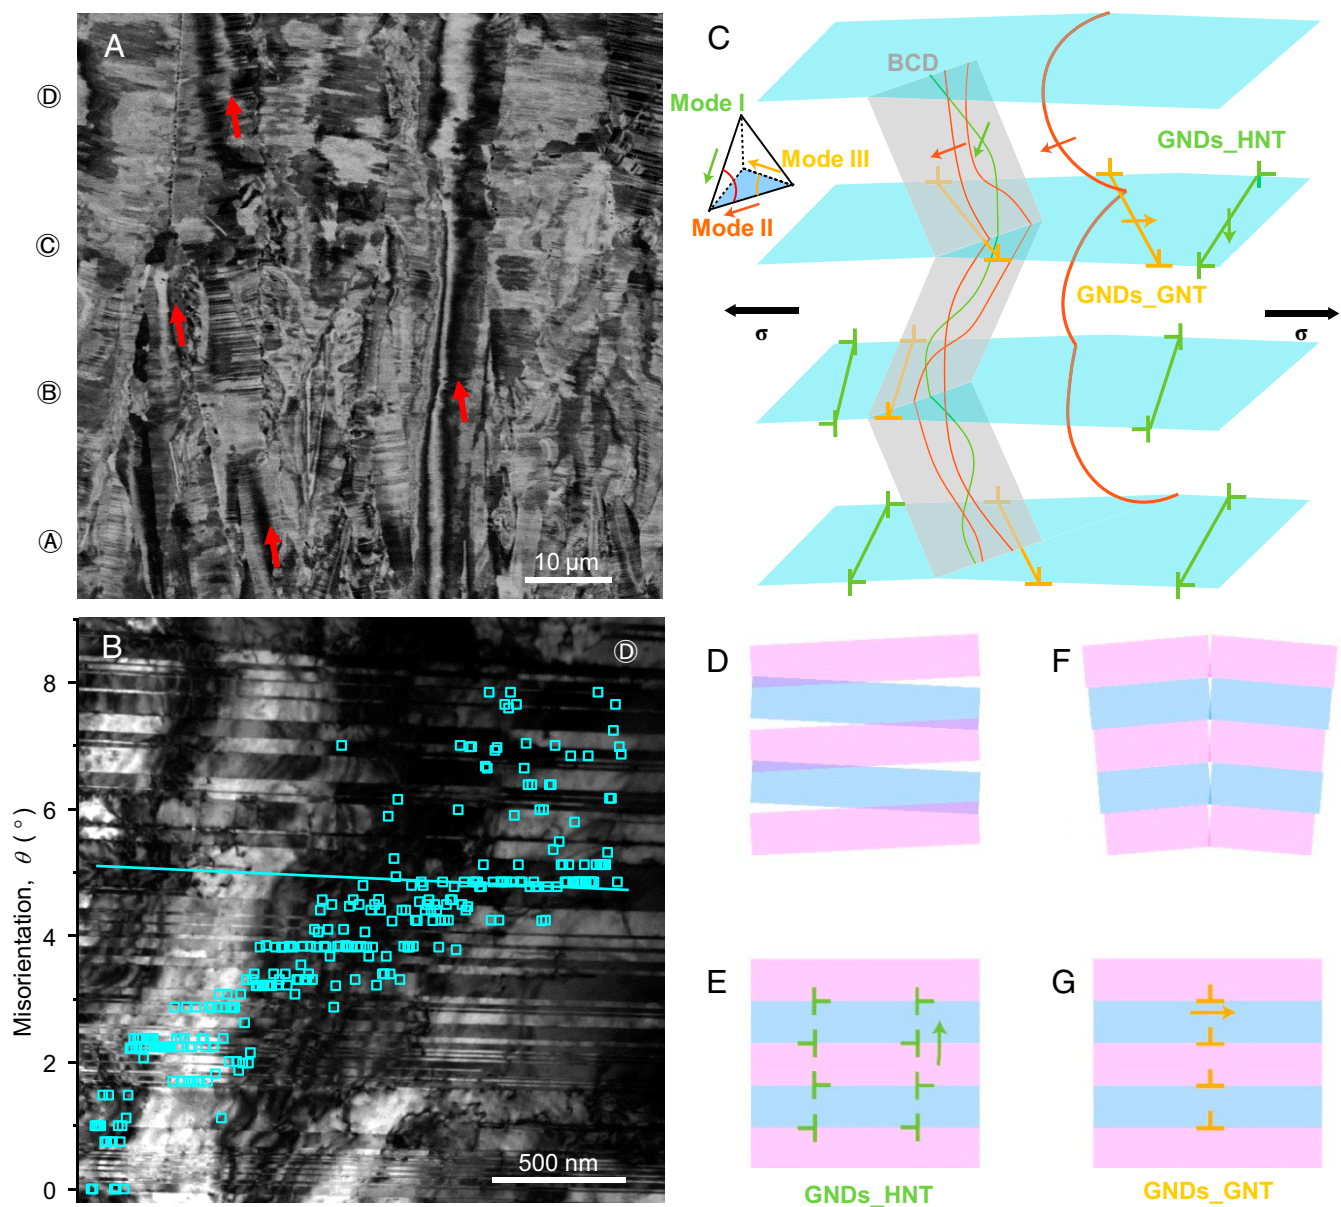 A
Ⓓ
Ⓒ
Ⓑ
Ⓐ
10 μm
C
BCD
Mode I
Mode III
Mode II
GNDs_HNT
GNDs_GNT
σ
σ
B
Ⓓ
8
6
4
2
0
Misorientation, θ (°)
500 nm
D
F
E
G
GNDs_HNT
GNDs_GNT